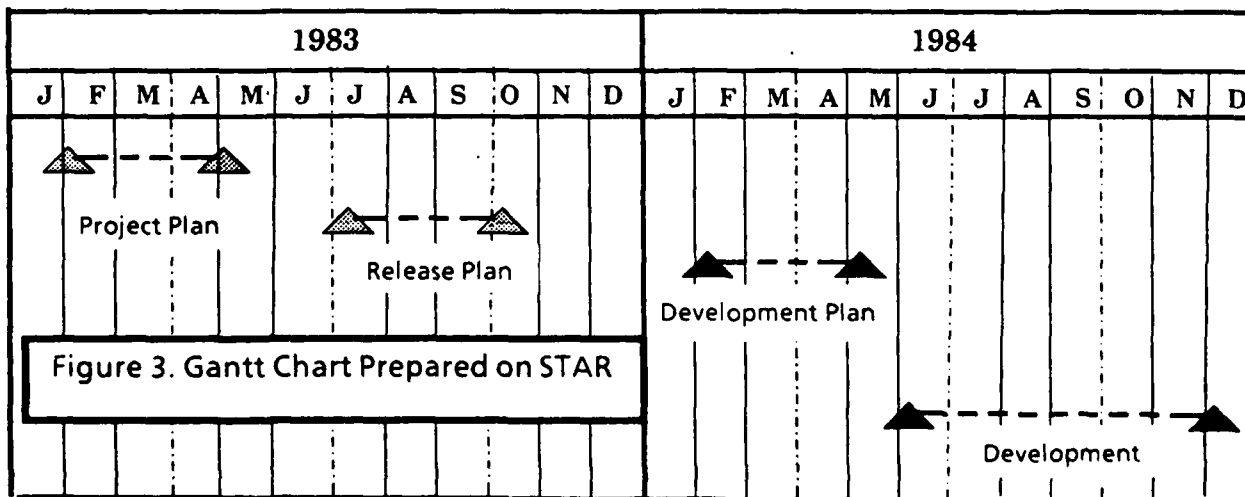 1983 1984
J F M A M J J A S O N D J F M A M J J A S O N D
Project Plan
Release Plan
Development Plan
Figure 3. Gantt Chart Prepared on STAR
Development